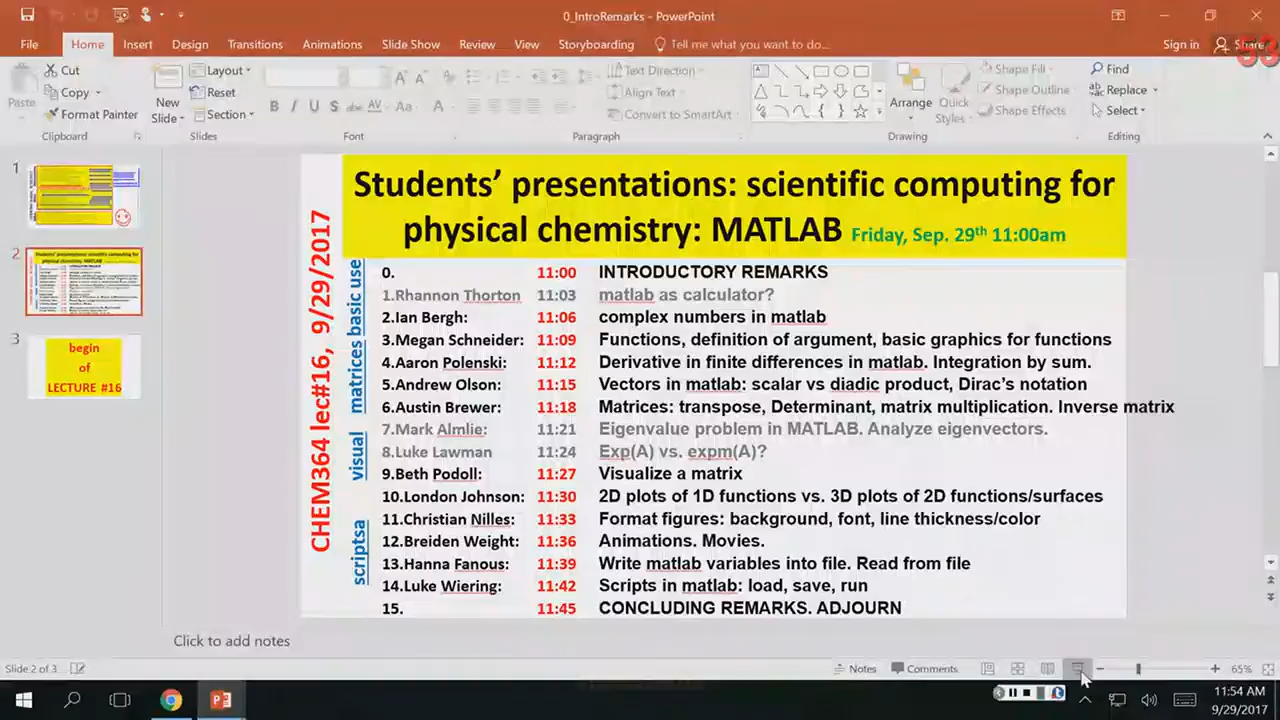 0_IntroRemarks - PowerPoint
File Home Insert Design Transitions Animations Slide Show Review View Storyboarding Tell me what you want to do... Sign in Share
Cut
Copy
Format Painter
Paste
Clipboard
New Slide
Layout
Reset
Section
Slides
B I U S abc AV Aa A
Font
Text Direction
Align Text
Convert to SmartArt
Paragraph
Arrange
Quick Styles
Shape Fill
Shape Outline
Shape Effects
Drawing
Find
Replace
Select
Editing
1
2
3
begin
of
LECTURE #16
Students' presentations: scientific computing for
physical chemistry: MATLAB Friday, Sep. 29th 11:00am
CHEM364 lec#16, 9/29/2017
matrices basic use
visual
scriptsa
0. 11:00 INTRODUCTORY REMARKS
1.Rhannon Thorton 11:03 matlab as calculator?
2.Ian Bergh: 11:06 complex numbers in matlab
3.Megan Schneider: 11:09 Functions, definition of argument, basic graphics for functions
4.Aaron Polenski: 11:12 Derivative in finite differences in matlab. Integration by sum.
5.Andrew Olson: 11:15 Vectors in matlab: scalar vs diadic product, Dirac's notation
6.Austin Brewer: 11:18 Matrices: transpose, Determinant, matrix multiplication. Inverse matrix
7.Mark Almlie: 11:21 Eigenvalue problem in MATLAB. Analyze eigenvectors.
8.Luke Lawman 11:24 Exp(A) vs. expm(A)?
9.Beth Podoll: 11:27 Visualize a matrix
10.London Johnson: 11:30 2D plots of 1D functions vs. 3D plots of 2D functions/surfaces
11.Christian Nilles: 11:33 Format figures: background, font, line thickness/color
12.Breiden Weight: 11:36 Animations. Movies.
13.Hanna Fanous: 11:39 Write matlab variables into file. Read from file
14.Luke Wiering: 11:42 Scripts in matlab: load, save, run
15. 11:45 CONCLUDING REMARKS. ADJOURN
Click to add notes
Slide 2 of 3 Notes Comments 65%
11:54 AM
9/29/2017